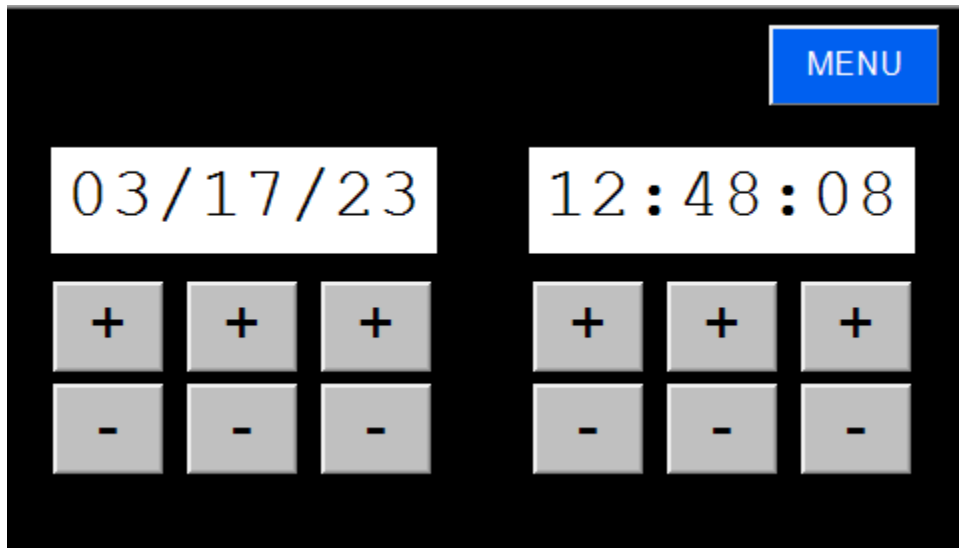 MENU
03/17/23 12:48:08
+ + + + + +
- - - - - -